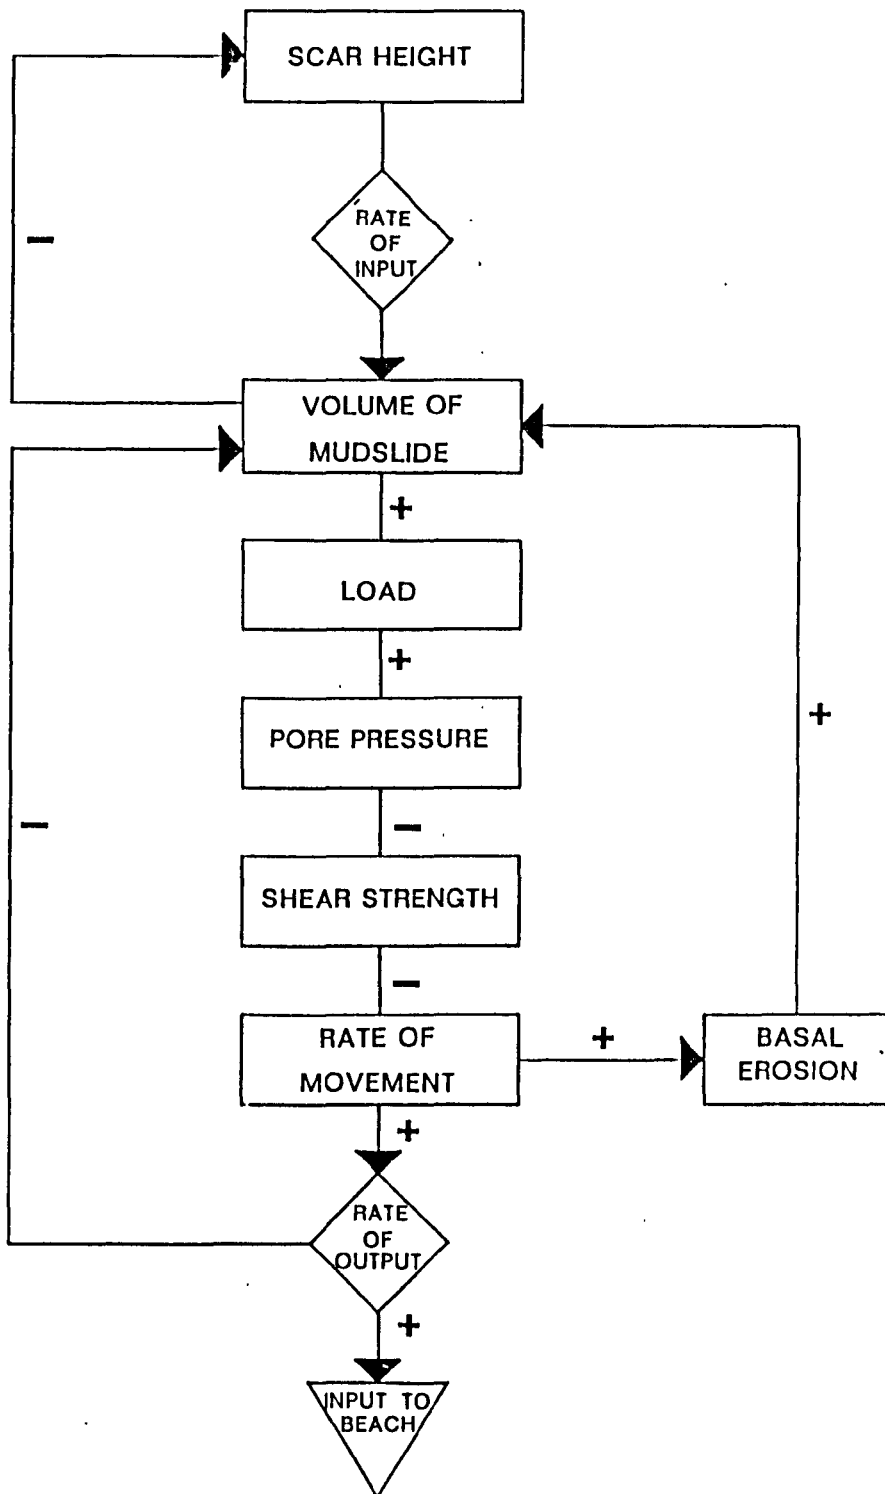 SCAR HEIGHT
RATE
OF
INPUT
−
VOLUME OF
MUDSLIDE
+
LOAD
+
PORE PRESSURE
+
−
−
SHEAR STRENGTH
−
RATE OF
MOVEMENT
+
BASAL
EROSION
+
RATE
OF
OUTPUT
+
INPUT TO
BEACH